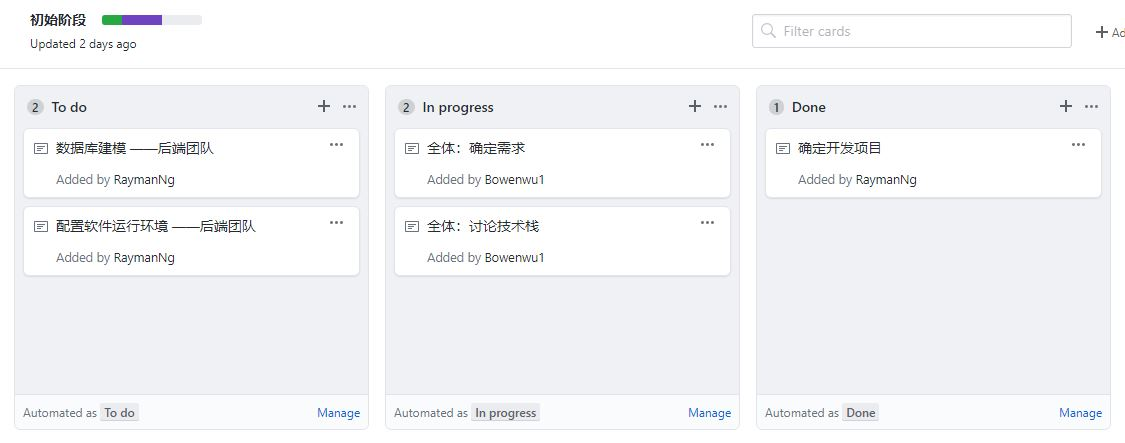 初始阶段
Updated 2 days ago
Filter cards
Ad
2 To do
数据库建模 ——后端团队
Added by RaymanNg
配置软件运行环境 ——后端团队
Added by RaymanNg
Automated as To do
Manage
2 In progress
全体：确定需求
Added by Bowenwu1
全体：讨论技术栈
Added by Bowenwu1
Automated as In progress
Manage
1 Done
确定开发项目
Added by RaymanNg
Automated as Done
Manage